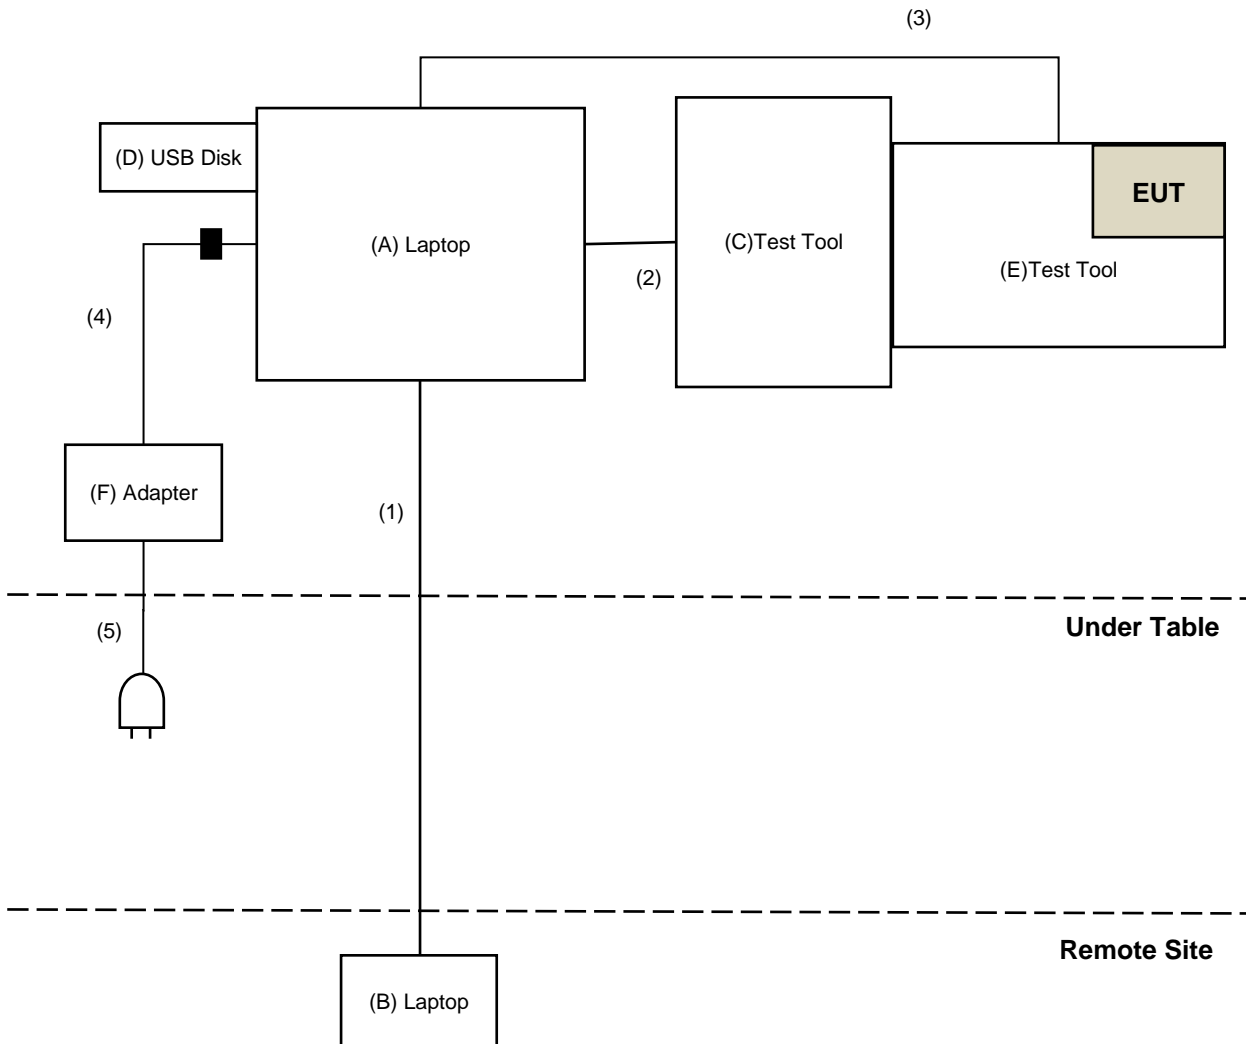 (3)
(D) USB Disk
EUT
(A) Laptop
(C)Test Tool
(E)Test Tool
(2)
(4)
(F) Adapter
(1)
(5)
Under Table
Remote Site
(B) Laptop